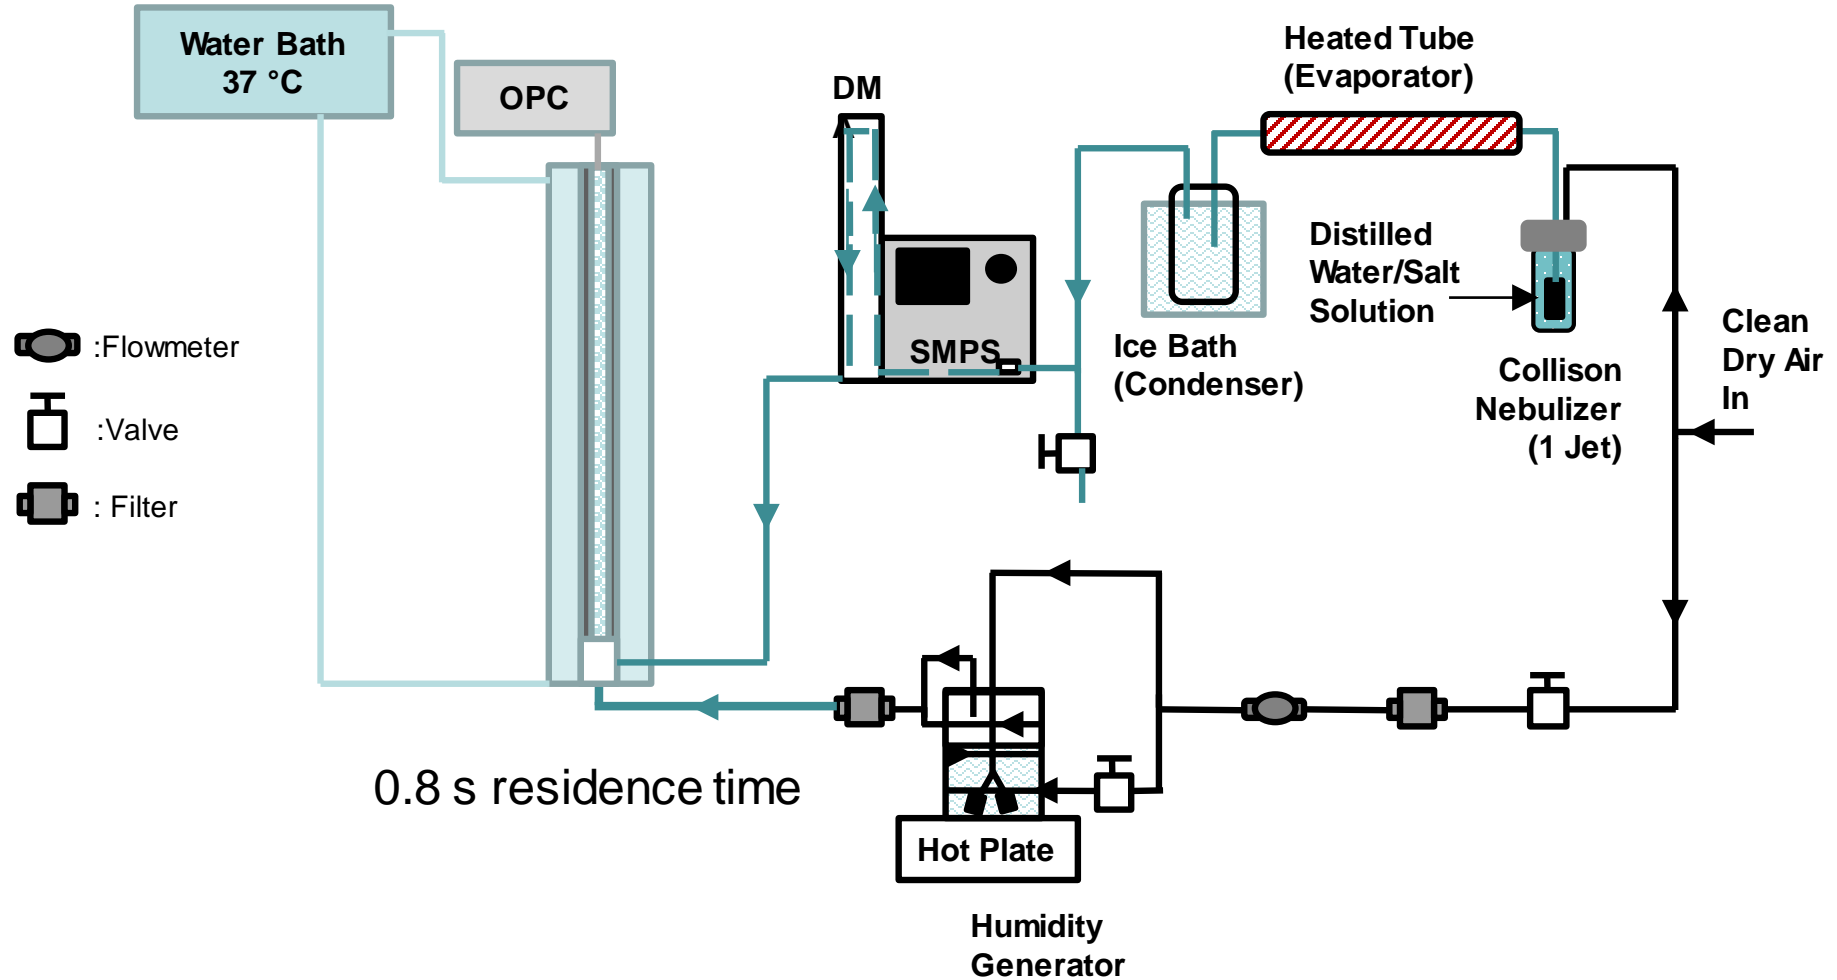 Water Bath
37 °C
OPC
DM
Heated Tube
(Evaporator)
Distilled
Water/Salt
Solution
Clean
Dry Air
In
SMPS
Ice Bath
(Condenser)
Collison
Nebulizer
(1 Jet)
:Flowmeter
:Valve
: Filter
0.8 s residence time
Hot Plate
Humidity
Generator